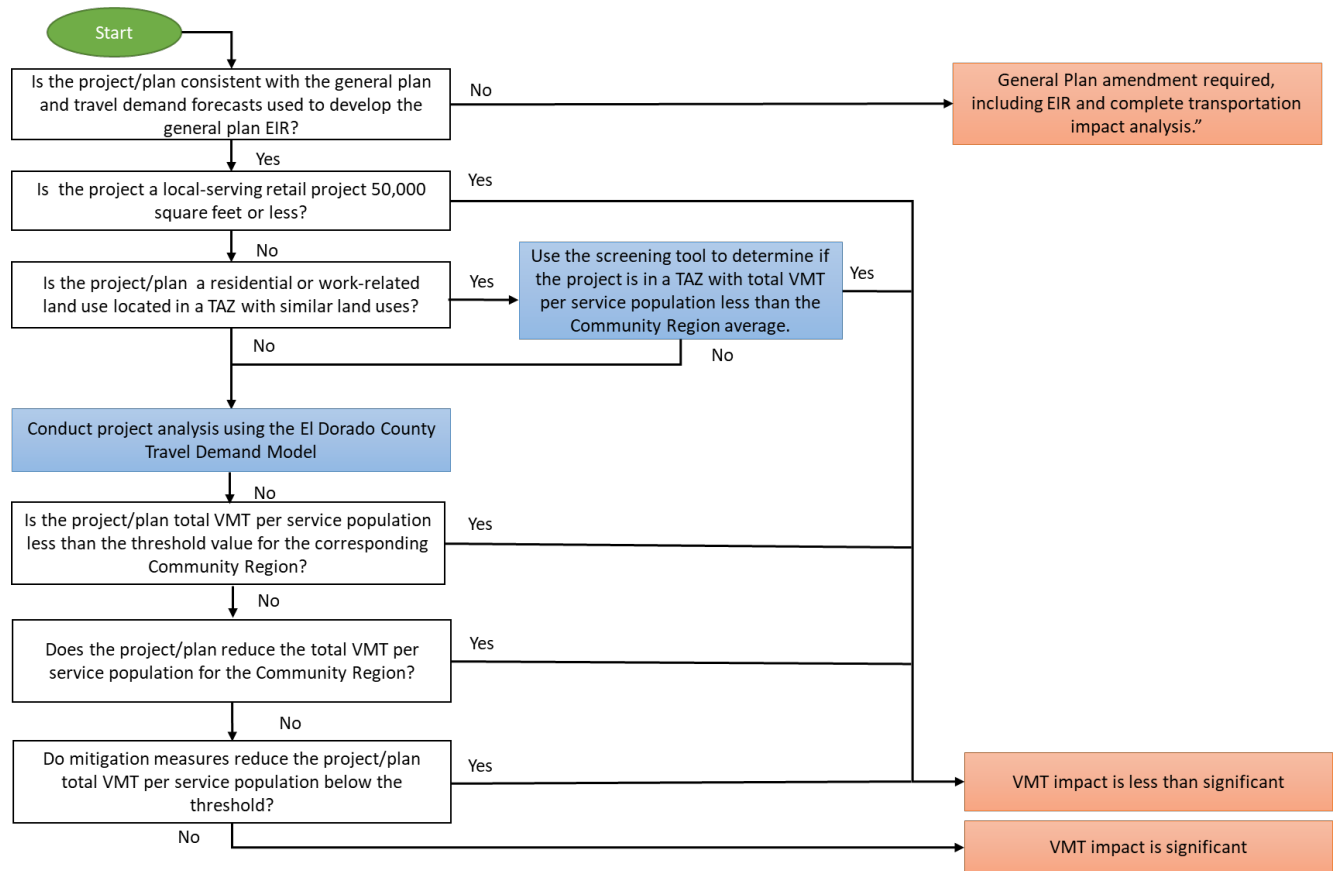 Start
Is the project/plan consistent with the general plan
and travel demand forecasts used to develop the
general plan EIR?
No
General Plan amendment required,
including EIR and complete transportation
impact analysis.”
Yes
Is the project a local-serving retail project 50,000
square feet or less?
Yes
No
Is the project/plan a residential or work-related
land use located in a TAZ with similar land uses?
Yes
Use the screening tool to determine if
the project is in a TAZ with total VMT
per service population less than the
Community Region average.
Yes
No
No
Conduct project analysis using the El Dorado County
Travel Demand Model
No
Is the project/plan total VMT per service population
less than the threshold value for the corresponding
Community Region?
Yes
No
Does the project/plan reduce the total VMT per
service population for the Community Region?
Yes
No
Do mitigation measures reduce the project/plan
total VMT per service population below the
threshold?
Yes
VMT impact is less than significant
No
VMT impact is significant